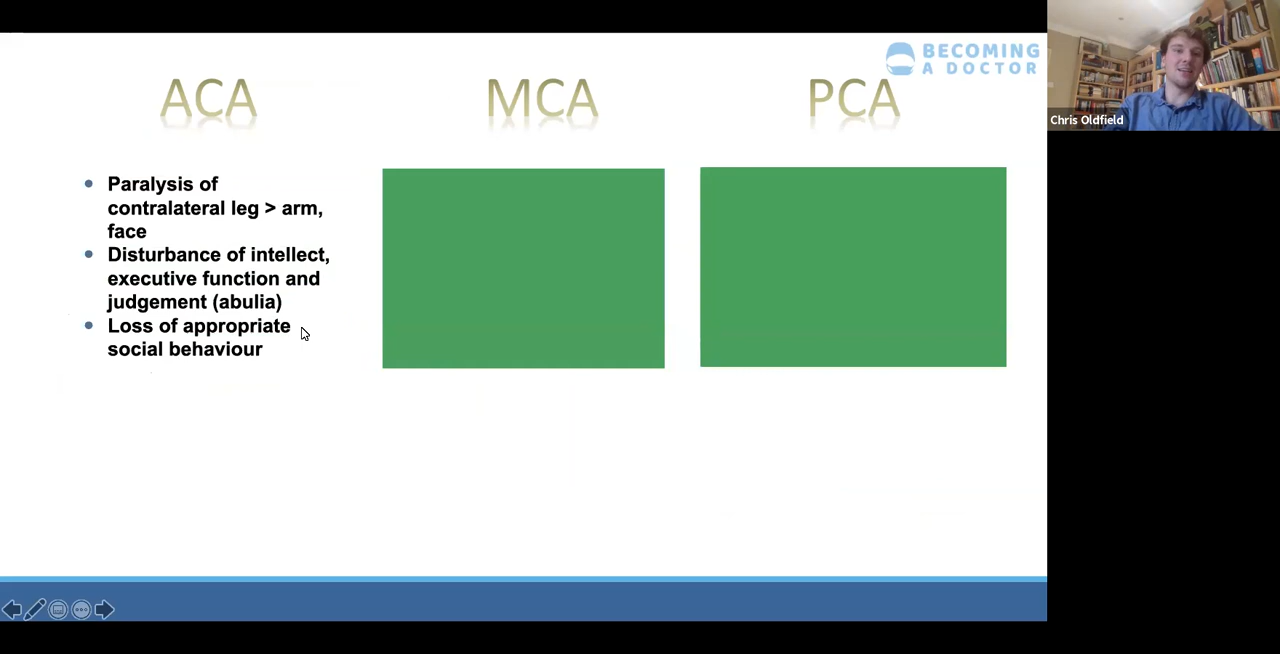 BECOMING
A DOCTOR
Chris Oldfield
ACA
MCA
PCA
Paralysis of
contralateral leg > arm,
face
Disturbance of intellect,
executive function and
judgement (abulia)
Loss of appropriate
social behaviour